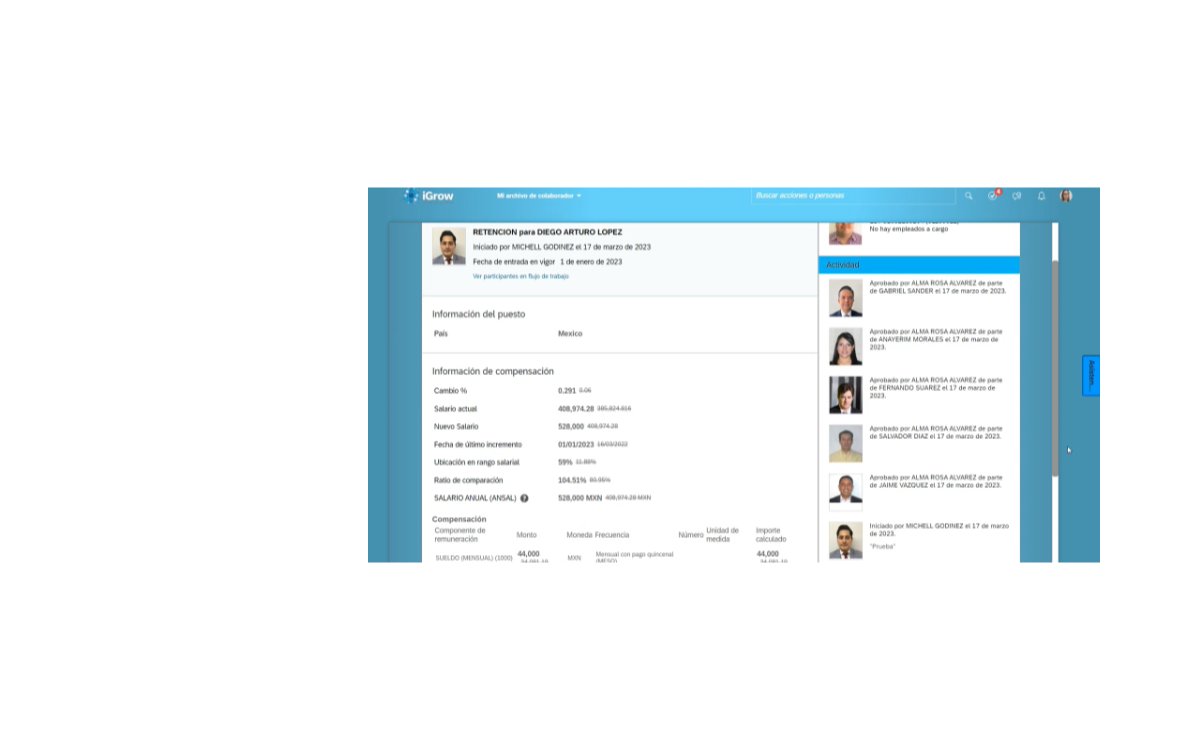 iGrow
Mi archivo de colaborador
Buscar acciones o personas
4
RETENCION para DIEGO ARTURO LOPEZ
Iniciado por MICHELL GODINEZ el 17 de marzo de 2023
Fecha de entrada en vigor 1 de enero de 2023
Ver participantes en flujo de trabajo
Información del puesto
País Mexico
Información de compensación
Cambio % 0.291 0.06
Salario actual 408,974.28 385,824.816
Nuevo Salario 528,000 408,974.28
Fecha de último incremento 01/01/2023 16/03/2022
Ubicación en rango salarial 59%
Ratio de comparación 104.51% 80.95%
SALARIO ANUAL (ANSAL) ? 528,000 MXN 408,974.28 MXN
Compensación
Componente de remuneración Monto Moneda Frecuencia Número Unidad de medida Importe calculado
SUELDO (MENSUAL) (1000) 44,000 MXN Mensual con pago quincenal 44,000
No hay empleados a cargo
Actividad
Aprobado por ALMA ROSA ALVAREZ de parte
de GABRIEL SANDER el 17 de marzo de 2023.
Aprobado por ALMA ROSA ALVAREZ de parte
de ANAYERIM MORALES el 17 de marzo de
2023.
Aprobado por ALMA ROSA ALVAREZ de parte
de FERNANDO SUAREZ el 17 de marzo de
2023.
Aprobado por ALMA ROSA ALVAREZ de parte
de SALVADOR DIAZ el 17 de marzo de 2023.
Aprobado por ALMA ROSA ALVAREZ de parte
de JAIME VAZQUEZ el 17 de marzo de 2023.
Iniciado por MICHELL GODINEZ el 17 de marzo
de 2023.
"Prueba"